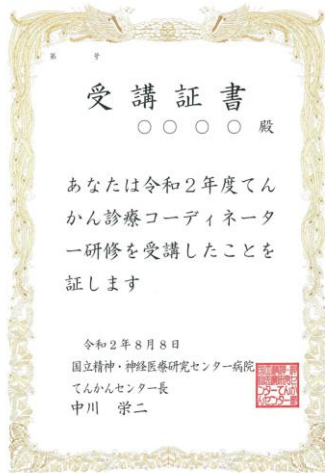 第 号
受講証書
○○○○殿
あなたは令和２年度てん
かん診療コーディネータ
ー研修を受講したことを
証します
令和２年８月８日
国立精神・神経医療研究センター病院
てんかんセンター長
中川 栄二